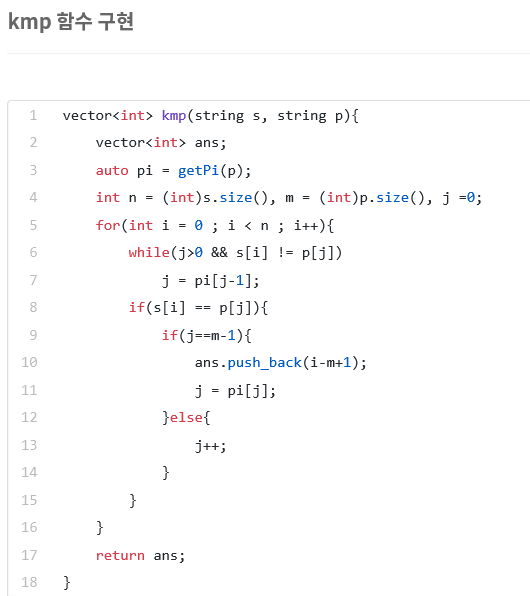 kmp 함수 구현
1 vector<int> kmp(string s, string p){
2     vector<int> ans;
3     auto pi = getPi(p);
4     int n = (int)s.size(), m = (int)p.size(), j =0;
5     for(int i = 0 ; i < n ; i++){
6         while(j>0 && s[i] != p[j])
7             j = pi[j-1];
8         if(s[i] == p[j]){
9             if(j==m-1){
10                 ans.push_back(i-m+1);
11                 j = pi[j];
12             }else{
13                 j++;
14             }
15         }
16     }
17     return ans;
18 }